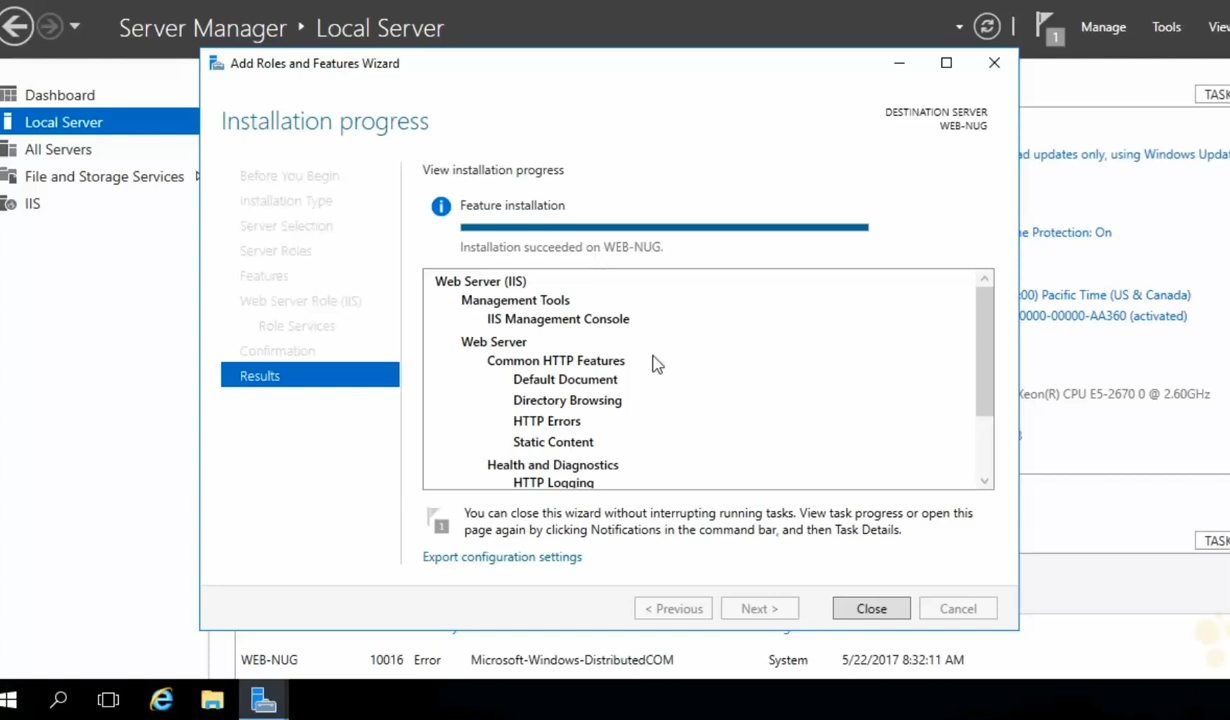 Server Manager ‣ Local Server
1
Manage
Tools
Add Roles and Features Wizard
Dashboard
Local Server
All Servers
File and Storage Services
IIS
Installation progress
DESTINATION SERVER
WEB-NUG
Before You Begin
Installation Type
Server Selection
Server Roles
Features
Web Server Role (IIS)
Role Services
Confirmation
Results
View installation progress
Feature installation
Installation succeeded on WEB-NUG.
Web Server (IIS)
Management Tools
IIS Management Console
Web Server
Common HTTP Features
Default Document
Directory Browsing
HTTP Errors
Static Content
Health and Diagnostics
HTTP Logging
1
You can close this wizard without interrupting running tasks. View task progress or open this
page again by clicking Notifications in the command bar, and then Task Details.
Export configuration settings
< Previous
Next >
Close
Cancel
updates only, using Windows
Protection: On
00) Pacific Time (US & Canada)
0000-00000-AA360 (activated)
CPU E5-2670 0 @ 2.60GHz
WEB-NUG 10016 Error Microsoft-Windows-DistributedCOM System 5/22/2017 8:32:11 AM